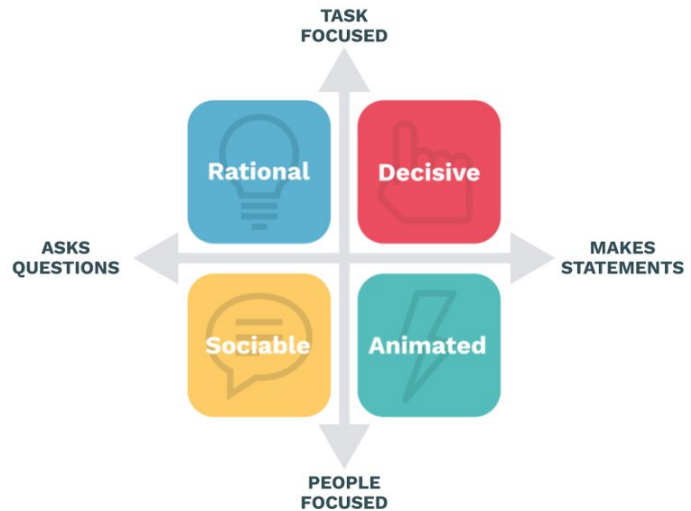 TASK
FOCUSED
Rational
Decisive
ASKS
QUESTIONS
MAKES
STATEMENTS
Sociable
Animated
PEOPLE
FOCUSED